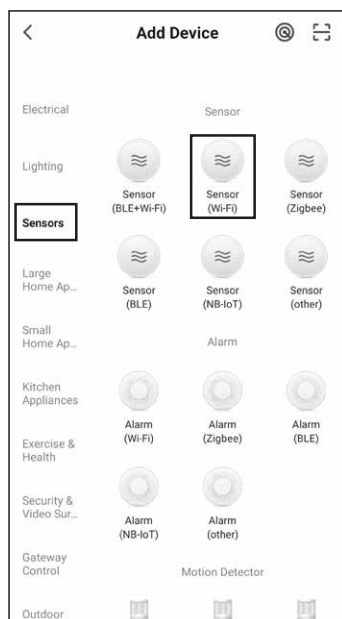 Add Device
Electrical
Lighting
Sensors
Large
Home Ap...
Small
Home Ap...
Kitchen
Appliances
Exercise &
Health
Security &
Video Sur...
Gateway
Control
Outdoor
Sensor
Sensor
(BLE+Wi-Fi)
Sensor
(Wi-Fi)
Sensor
(Zigbee)
Sensor
(BLE)
Sensor
(NB-IoT)
Sensor
(other)
Alarm
Alarm
(Wi-Fi)
Alarm
(Zigbee)
Alarm
(BLE)
Alarm
(NB-IoT)
Alarm
(other)
Motion Detector